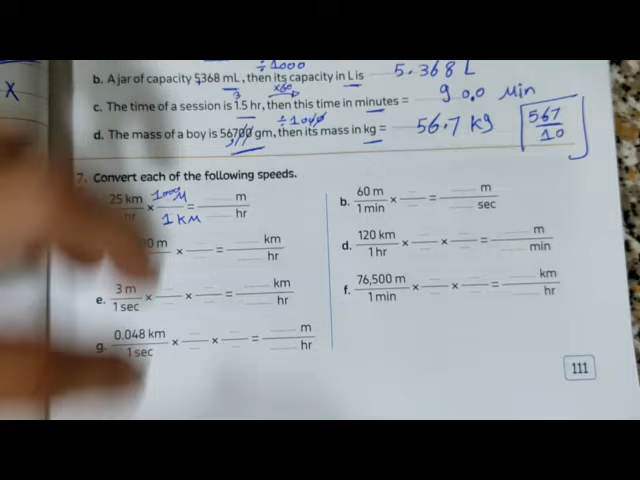 ÷1000
b. A jar of capacity 5368 mL, then its capacity in L is 5.368 L
x60
c. The time of a session is 1.5 hr, then this time in minutes = 90.0 Min
÷1000
d. The mass of a boy is 56700 gm, then its mass in kg = 56.7 kg 567/10
X
7. Convert each of the following speeds.
25 km/hr × 1000 M/1 KM = m/hr
b. 60 m/1 min × = m/sec
0 m × = km/hr
d. 120 km/1 hr × × = m/min
e. 3 m/1 sec × × = km/hr
f. 76,500 m/1 min × × = km/hr
g. 0.048 km/1 sec × × = m/hr
111